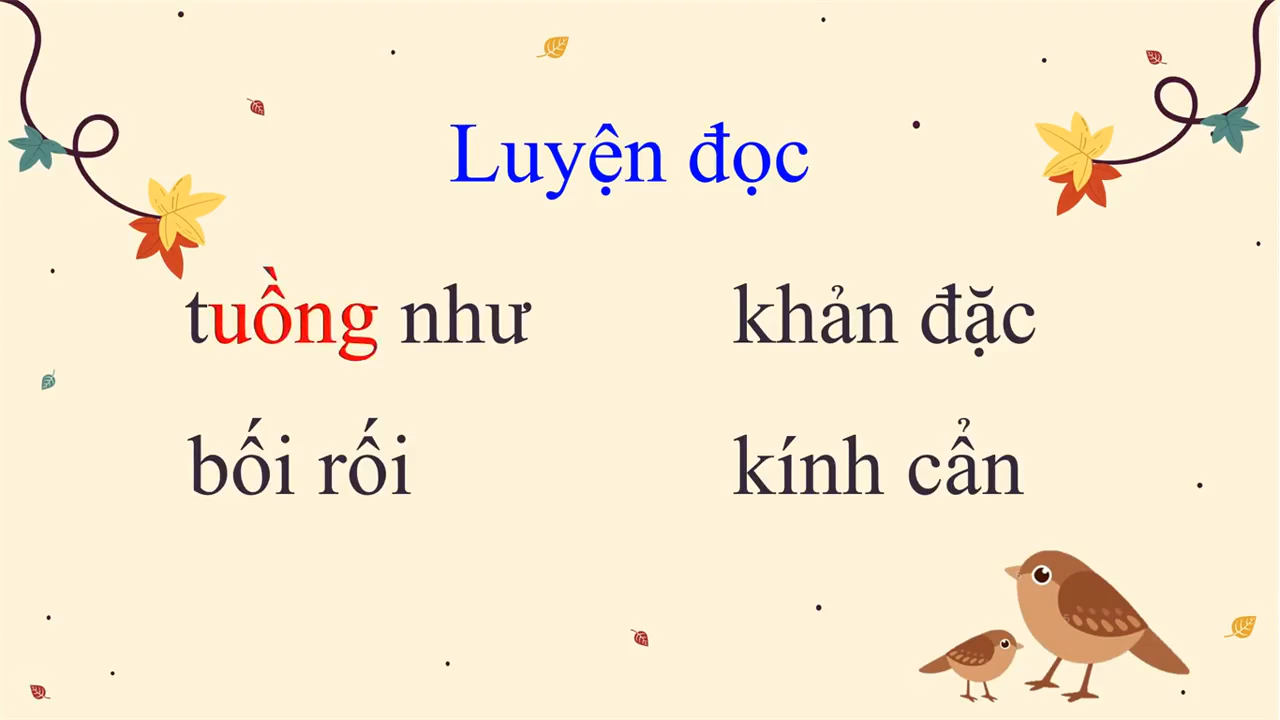 Luyện đọc
tuồng như
khản đặc
bối rối
kính cẩn